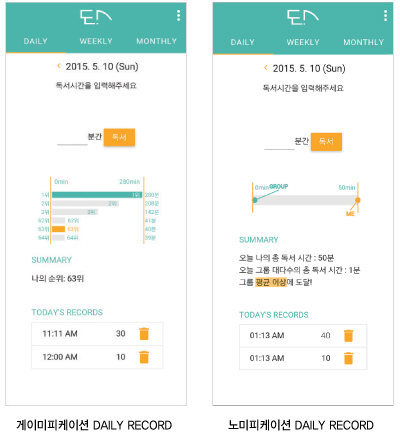 DAILY WEEKLY MONTHLY
< 2015. 5. 10 (Sun)
독서시간을 입력해주세요
분간 독서
0min 280min
1위 1위 280분
2위 2위 208분
3위 3위 182분
62위 62위 41분
63위 63위 40분
64위 64위 39분
SUMMARY
나의 순위: 63위
TODAY'S RECORDS
11:11 AM 30
12:00 AM 10
게이미피케이션 DAILY RECORD
DAILY WEEKLY MONTHLY
< 2015. 5. 10 (Sun)
독서시간을 입력해주세요
분간 독서
0min GROUP 50min
ME
SUMMARY
오늘 나의 총 독서 시간 : 50분
오늘 그룹 대다수의 총 독서 시간 : 1분
그룹 평균 이상에 도달!
TODAY'S RECORDS
01:13 AM 40
01:13 AM 10
노미피케이션 DAILY RECORD